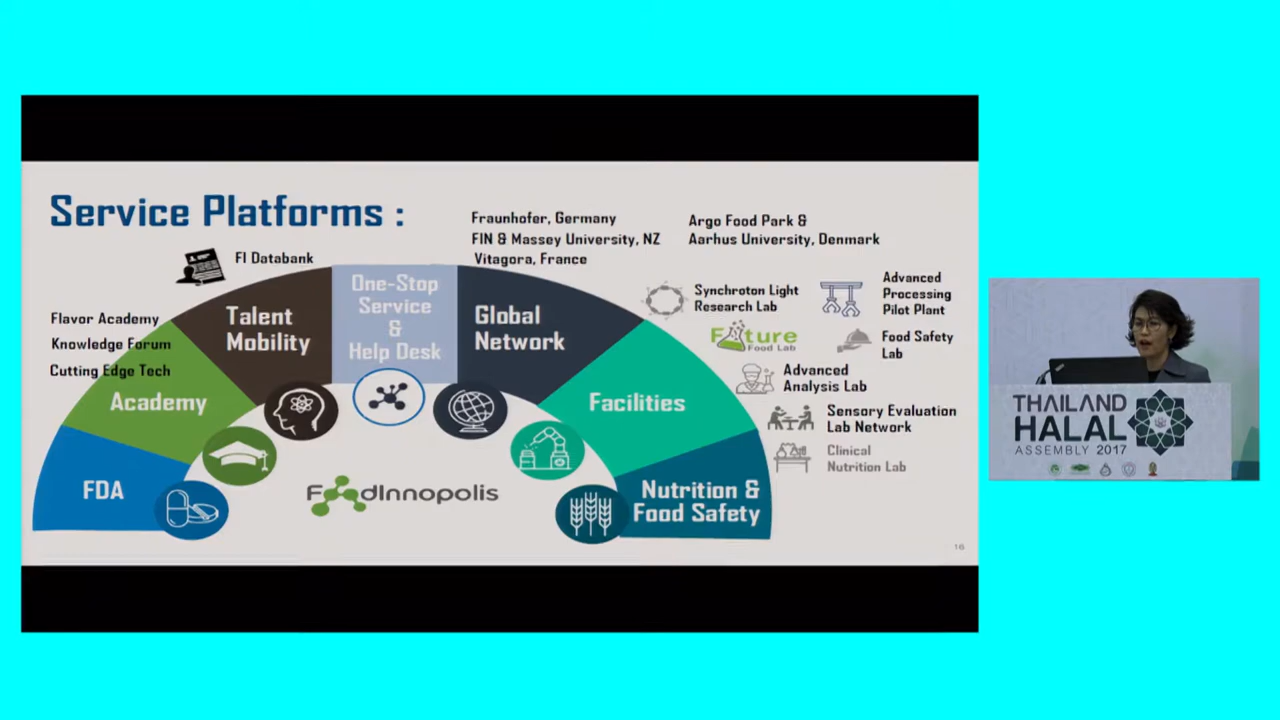 Service Platforms :
FI Databank
Fraunhofer, Germany
FIN & Massey University, NZ
Vitagora, France
Argo Food Park &
Aarhus University, Denmark
Flavor Academy
Knowledge Forum
Cutting Edge Tech
FDA
Academy
Talent
Mobility
One-Stop
Service
&
Help Desk
Global
Network
Facilities
Nutrition &
Food Safety
FoodInnopolis
Synchroton Light
Research Lab
Advanced
Processing
Pilot Plant
Future
Food Lab
Food Safety
Lab
Advanced
Analysis Lab
Sensory Evaluation
Lab Network
Clinical
Nutrition Lab
16
THAILAND
HALAL
ASSEMBLY 2017